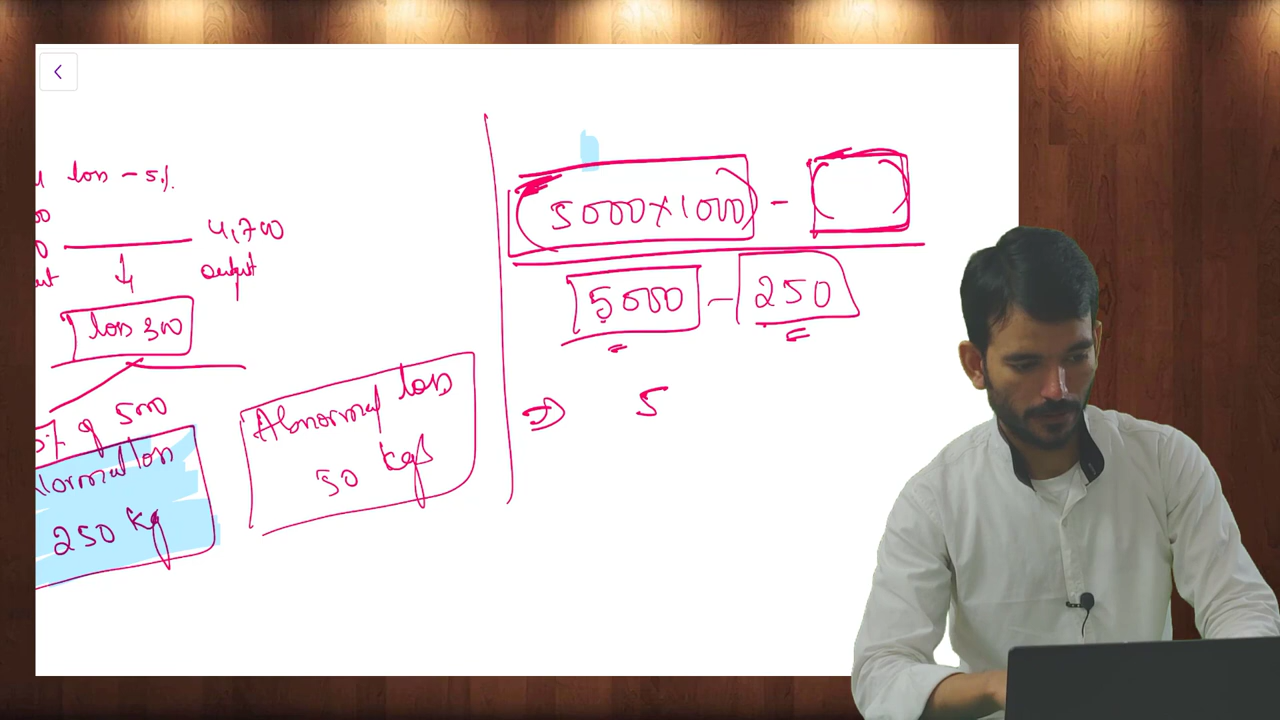 loss - 5%
4,700
output
loss 300
5% of 5000
Normal loss
250 kg
Abnormal loss
50 kgs
(5000 x 1000) - ( )
5000 - 250
⇒ 5